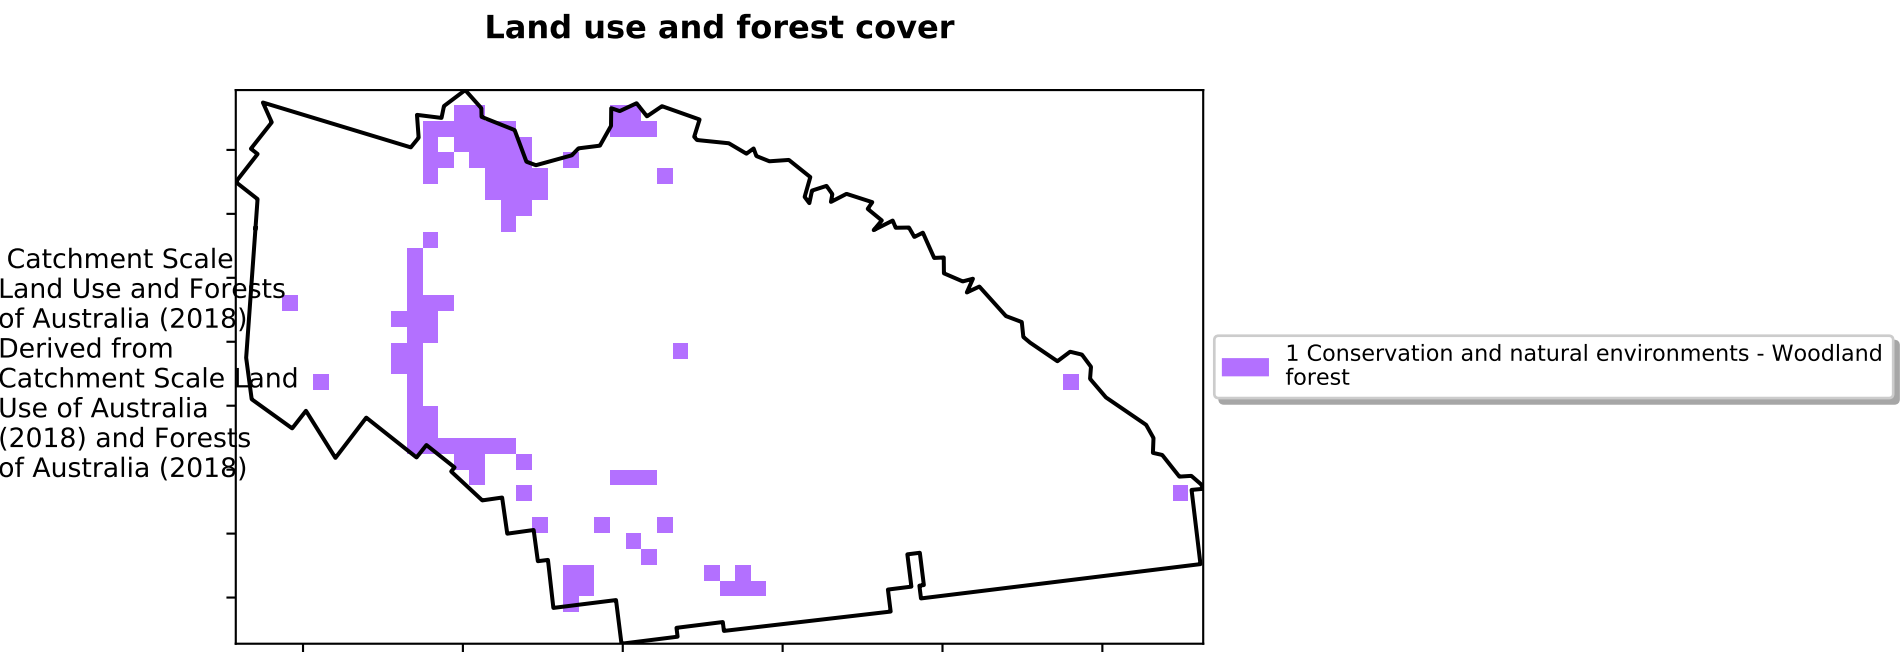 Land use and forest cover
Catchment Scale
Land Use and Forests
of Australia (2018)
Derived from
Catchment Scale Land
Use of Australia
(2018) and Forests
of Australia (2018)
1 Conservation and natural environments - Woodland
forest